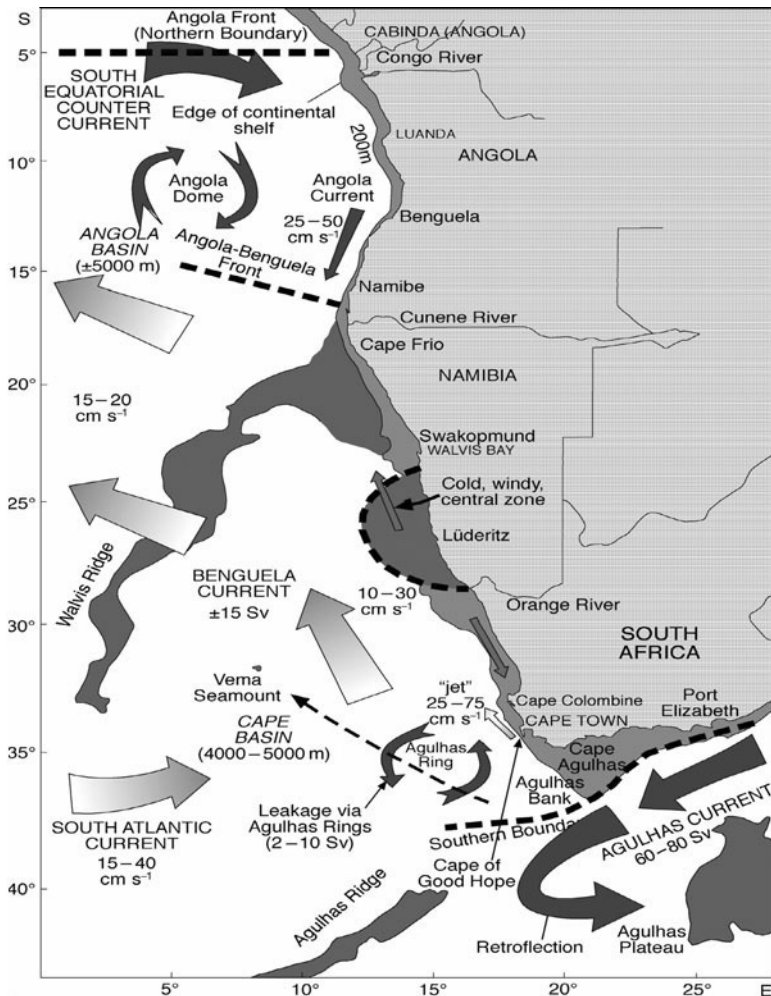 S
Angola Front
(Northern Boundary)
CABINDA (ANGOLA)
Congo River
5°
SOUTH
EQUATORIAL
COUNTER
CURRENT
Edge of continental
shelf
200m
LUANDA
ANGOLA
10°
Angola
Dome
Angola
Current
25–50
cm s⁻¹
Benguela
ANGOLA
BASIN
(±5000 m)
Angola-Benguela
Front
15°
Namibe
Cunene River
Cape Frio
NAMIBIA
20°
15–20
cm s⁻¹
Swakopmund
WALVIS BAY
Cold, windy,
central zone
25°
Lüderitz
Walvis Ridge
BENGUELA
CURRENT
±15 Sv
10–30
cm s⁻¹
Orange River
30°
SOUTH
AFRICA
Vema
Seamount
"jet"
25–75
cm s⁻¹
Cape Colombine
CAPE TOWN
Port
Elizabeth
CAPE
BASIN
(4000–5000 m)
35°
Agulhas
Ring
Cape
Agulhas
Agulhas
Bank
Leakage via
Agulhas Rings
(2–10 Sv)
SOUTH ATLANTIC
CURRENT
15–40
cm s⁻¹
Southern Boundary
AGULHAS CURRENT
60–80 Sv
Cape of
Good Hope
40°
Agulhas Ridge
Retroflection
Agulhas
Plateau
5°
10°
15°
20°
25°
E